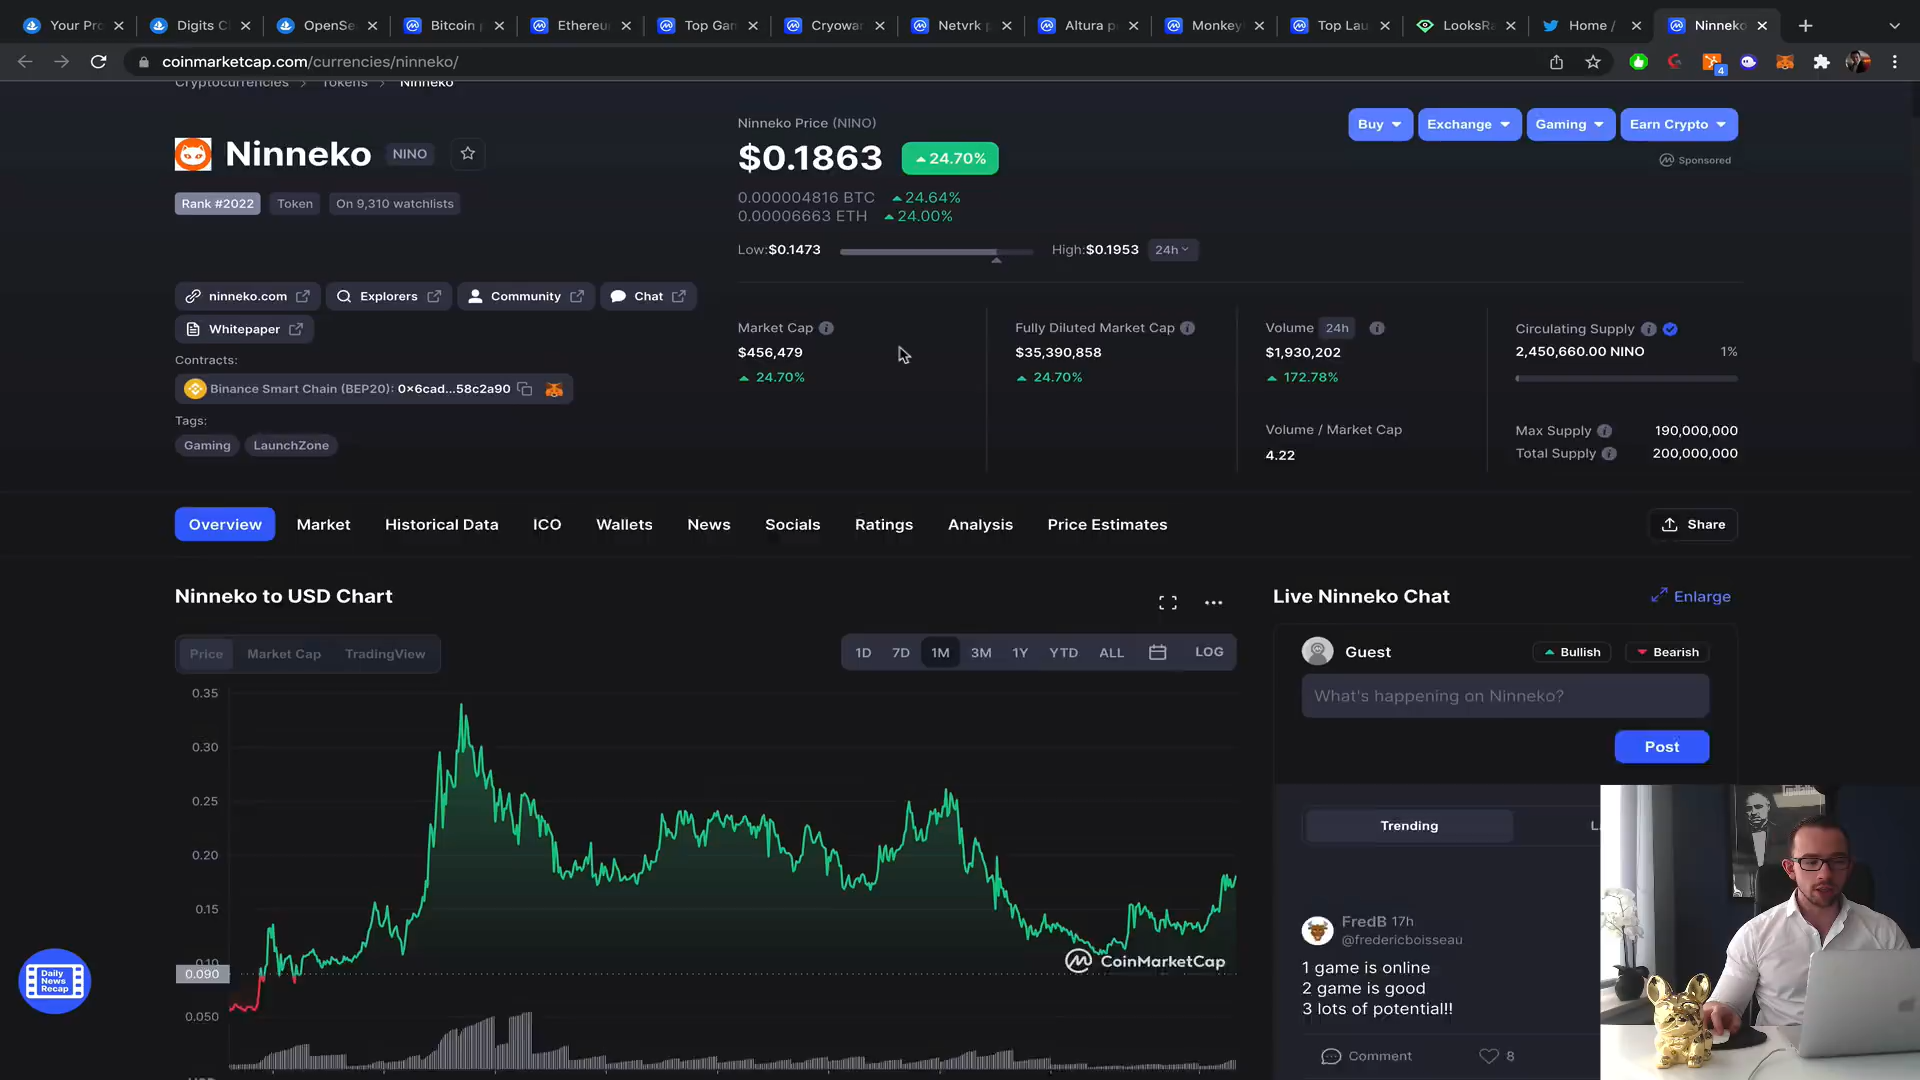 Your Pro
Digits C
OpenSe
Bitcoin
Ethereu
Top Gam
Cryowar
Netvrk
Altura p
Monkey
Top Lau
LooksRa
Home /
Ninneko
coinmarketcap.com/currencies/ninneko/
4
Cryptocurrencies > Tokens > Ninneko
Ninneko NINO
Rank #2022 Token On 9,310 watchlists
ninneko.com Explorers Community Chat
Whitepaper
Contracts:
Binance Smart Chain (BEP20): 0x6cad...58c2a90
Tags:
Gaming LaunchZone
Ninneko Price (NINO)
$0.1863 24.70%
0.000004816 BTC 24.64%
0.00006663 ETH 24.00%
Low:$0.1473 High:$0.1953 24h
Buy Exchange Gaming Earn Crypto
Sponsored
Market Cap
$456,479
24.70%
Fully Diluted Market Cap
$35,390,858
24.70%
Volume 24h
$1,930,202
172.78%
Volume / Market Cap
4.22
Circulating Supply
2,450,660.00 NINO 1%
Max Supply 190,000,000
Total Supply 200,000,000
Overview Market Historical Data ICO Wallets News Socials Ratings Analysis Price Estimates Share
Ninneko to USD Chart
Price Market Cap TradingView
1D 7D 1M 3M 1Y YTD ALL LOG
0.35
0.30
0.25
0.20
0.15
0.10
0.090
0.050
CoinMarketCap
Daily
News
Recap
Live Ninneko Chat Enlarge
Guest Bullish Bearish
What's happening on Ninneko?
Post
Trending
FredB 17h
@fredericboisseau
1 game is online
2 game is good
3 lots of potential!!
Comment 8